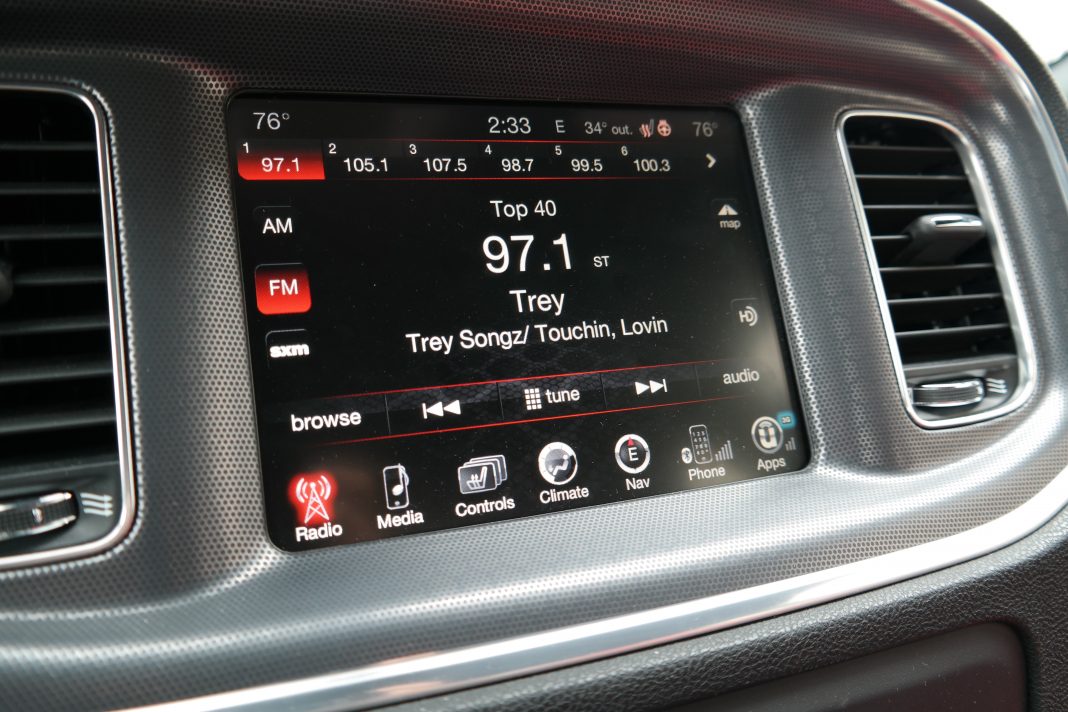 76° 2:33 E 34° out. 76°
1 97.1 2 105.1 3 107.5 4 98.7 5 99.5 6 100.3
Top 40
AM
map
97.1 ST
FM
Trey
HD
Trey Songz/ Touchin, Lovin
sxm
browse tune audio
Radio Media Controls Climate E Nav Phone 3G Apps